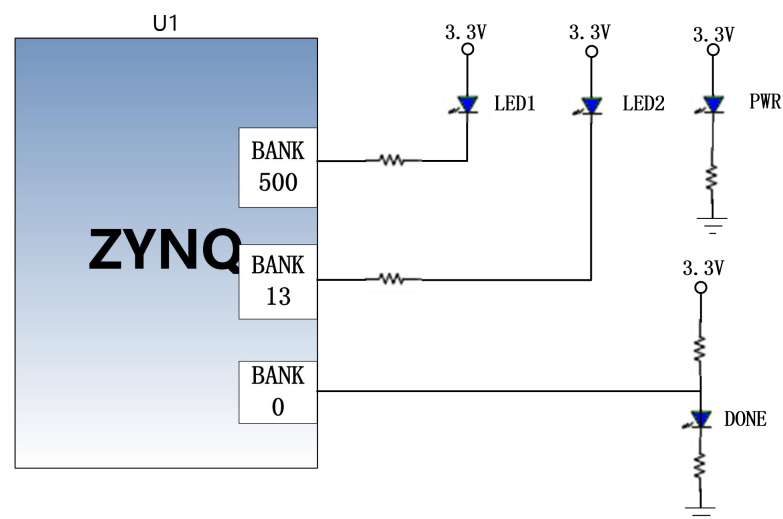 U1
3.3V
3.3V
3.3V
LED1
LED2
PWR
BANK
500
ZYNQ
BANK
13
3.3V
BANK
0
DONE